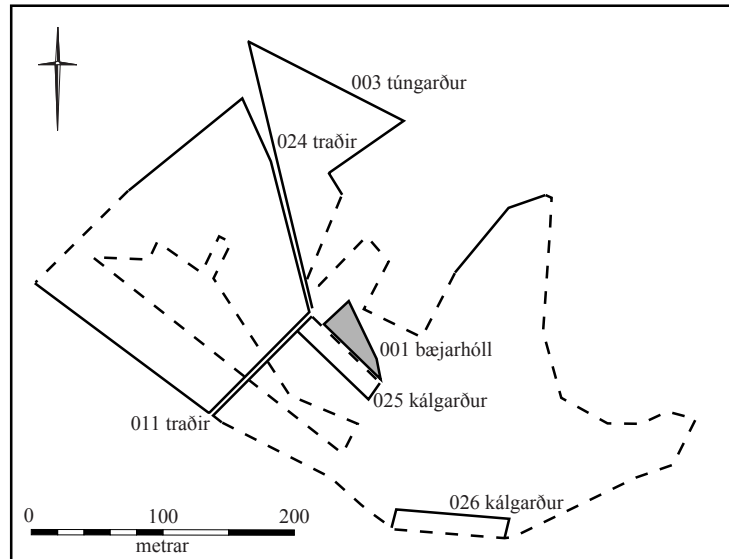 003 túngarður
024 traðir
001 bæjarhóll
025 kálgarður
011 traðir
026 kálgarður
0 100 200
metrar